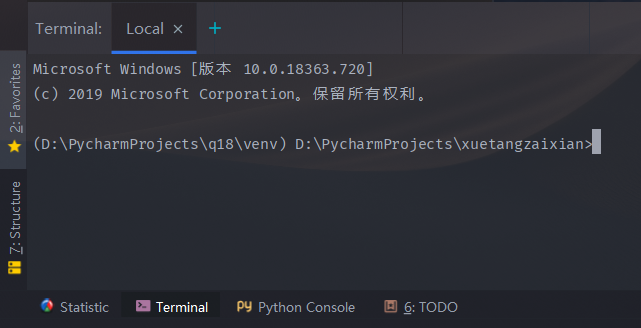 Terminal: Local × +
Microsoft Windows [版本 10.0.18363.720]
(c) 2019 Microsoft Corporation。保留所有权利。
(D:\PycharmProjects\q18\venv) D:\PycharmProjects\xuetangzaixian>
2: Favorites
7: Structure
Statistic Terminal Python Console 6: TODO